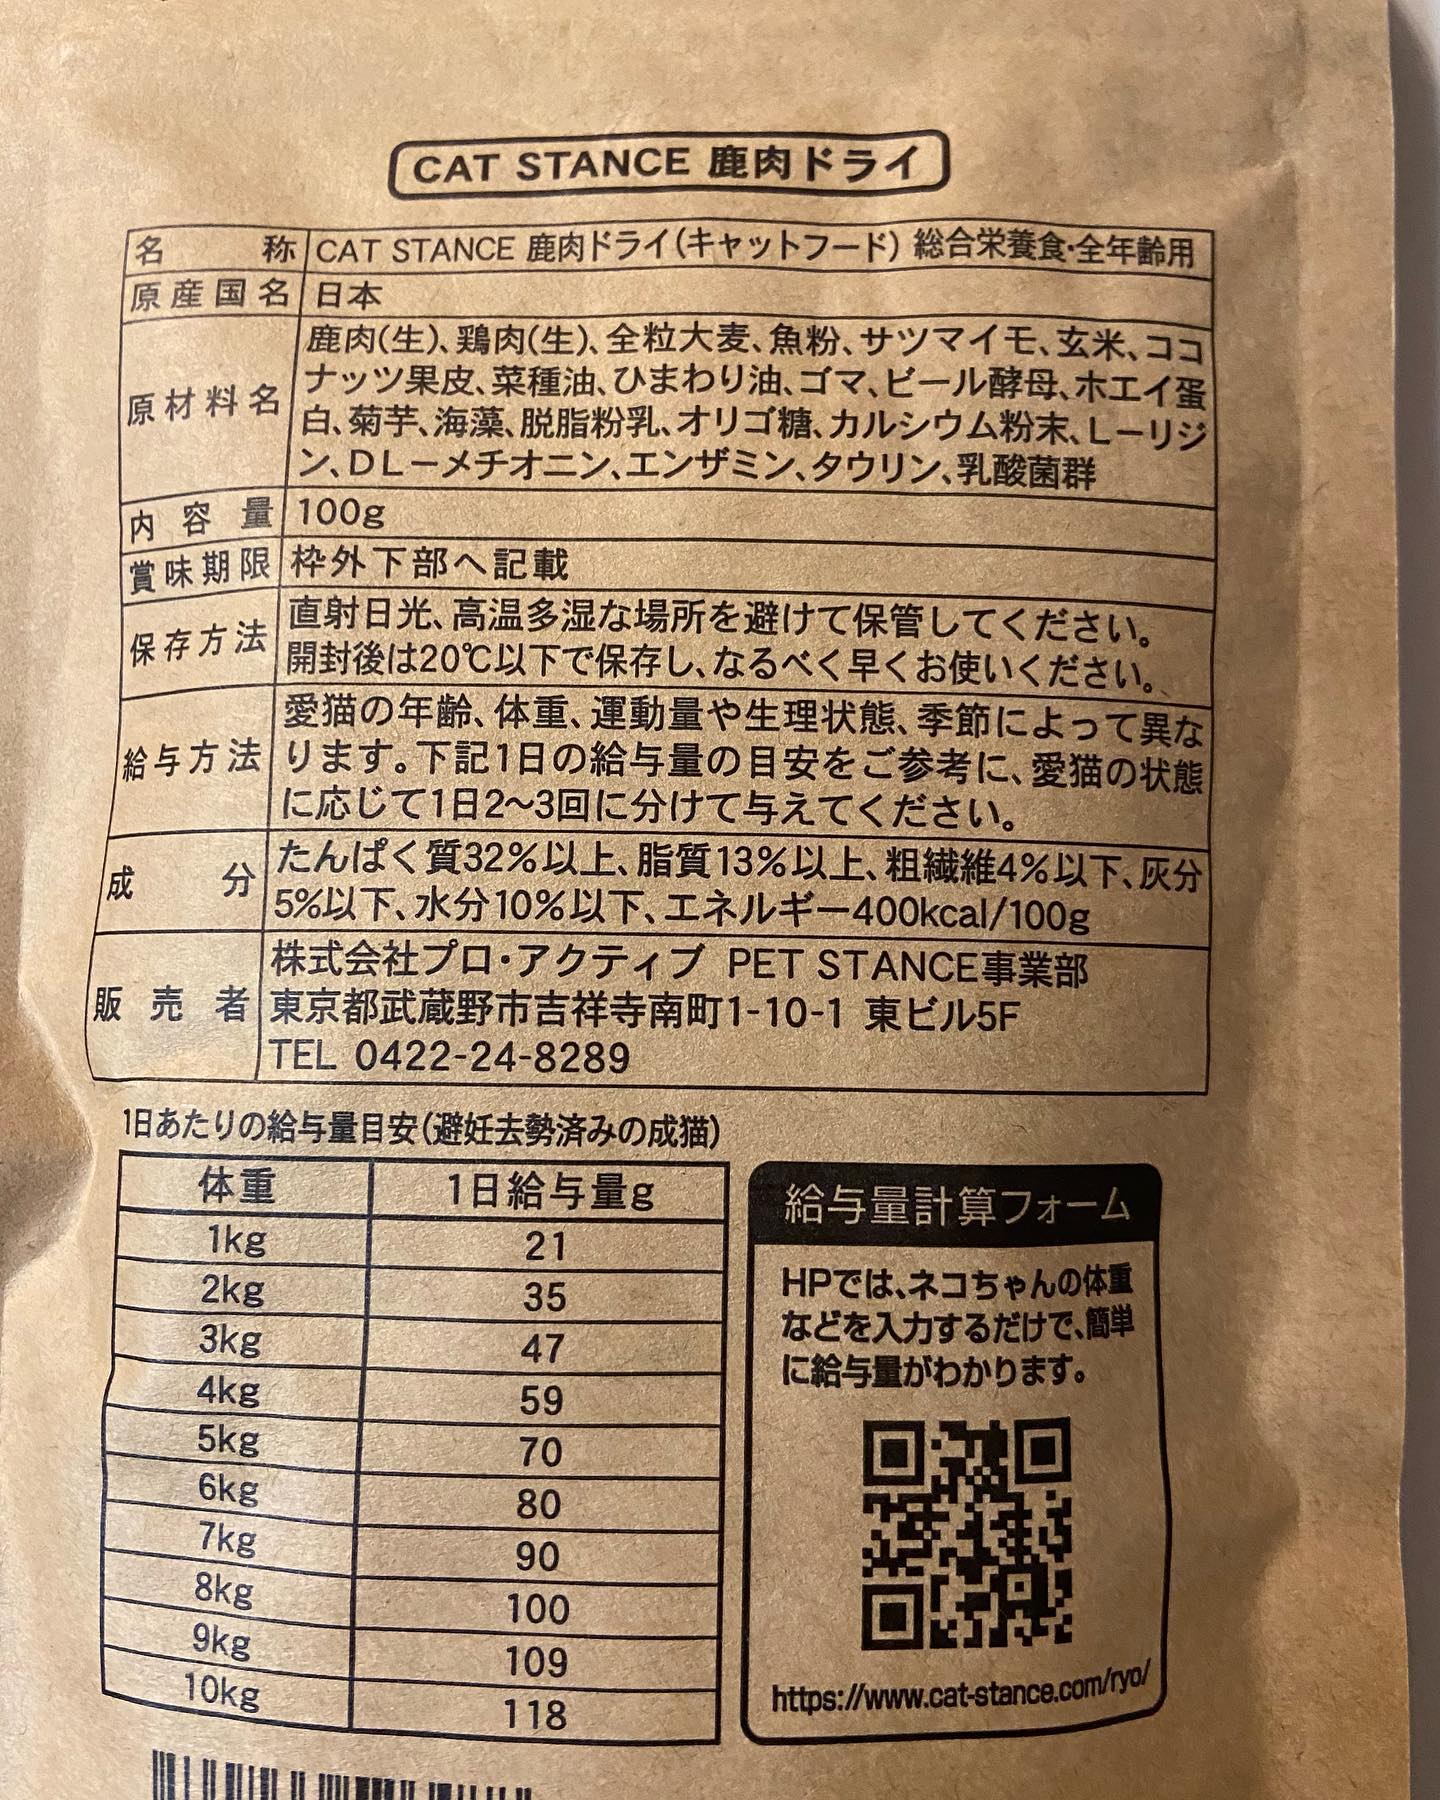 CAT STANCE 鹿肉ドライ
名称 CAT STANCE 鹿肉ドライ(キャットフード) 総合栄養食・全年齢用
原産国名 日本
原材料名 鹿肉(生)、鶏肉(生)、全粒大麦、魚粉、サツマイモ、玄米、ココ
ナッツ果皮、菜種油、ひまわり油、ゴマ、ビール酵母、ホエイ蛋
白、菊芋、海藻、脱脂粉乳、オリゴ糖、カルシウム粉末、L－リジ
ン、DL－メチオニン、エンザミン、タウリン、乳酸菌群
内容量 100g
賞味期限 枠外下部へ記載
保存方法 直射日光、高温多湿な場所を避けて保管してください。
開封後は20℃以下で保存し、なるべく早くお使いください。
給与方法 愛猫の年齢、体重、運動量や生理状態、季節によって異な
ります。下記1日の給与量の目安をご参考に、愛猫の状態
に応じて1日2〜3回に分けて与えてください。
成分 たんぱく質32%以上、脂質13%以上、粗繊維4%以下、灰分
5%以下、水分10%以下、エネルギー400kcal/100g
販売者 株式会社プロ・アクティブ PET STANCE事業部
東京都武蔵野市吉祥寺南町1-10-1 東ビル5F
TEL 0422-24-8289
1日あたりの給与量目安(避妊去勢済みの成猫)
体重 1日給与量g
1kg 21
2kg 35
3kg 47
4kg 59
5kg 70
6kg 80
7kg 90
8kg 100
9kg 109
10kg 118
給与量計算フォーム
HPでは、ネコちゃんの体重
などを入力するだけで、簡単
に給与量がわかります。
https://www.cat-stance.com/ryo/